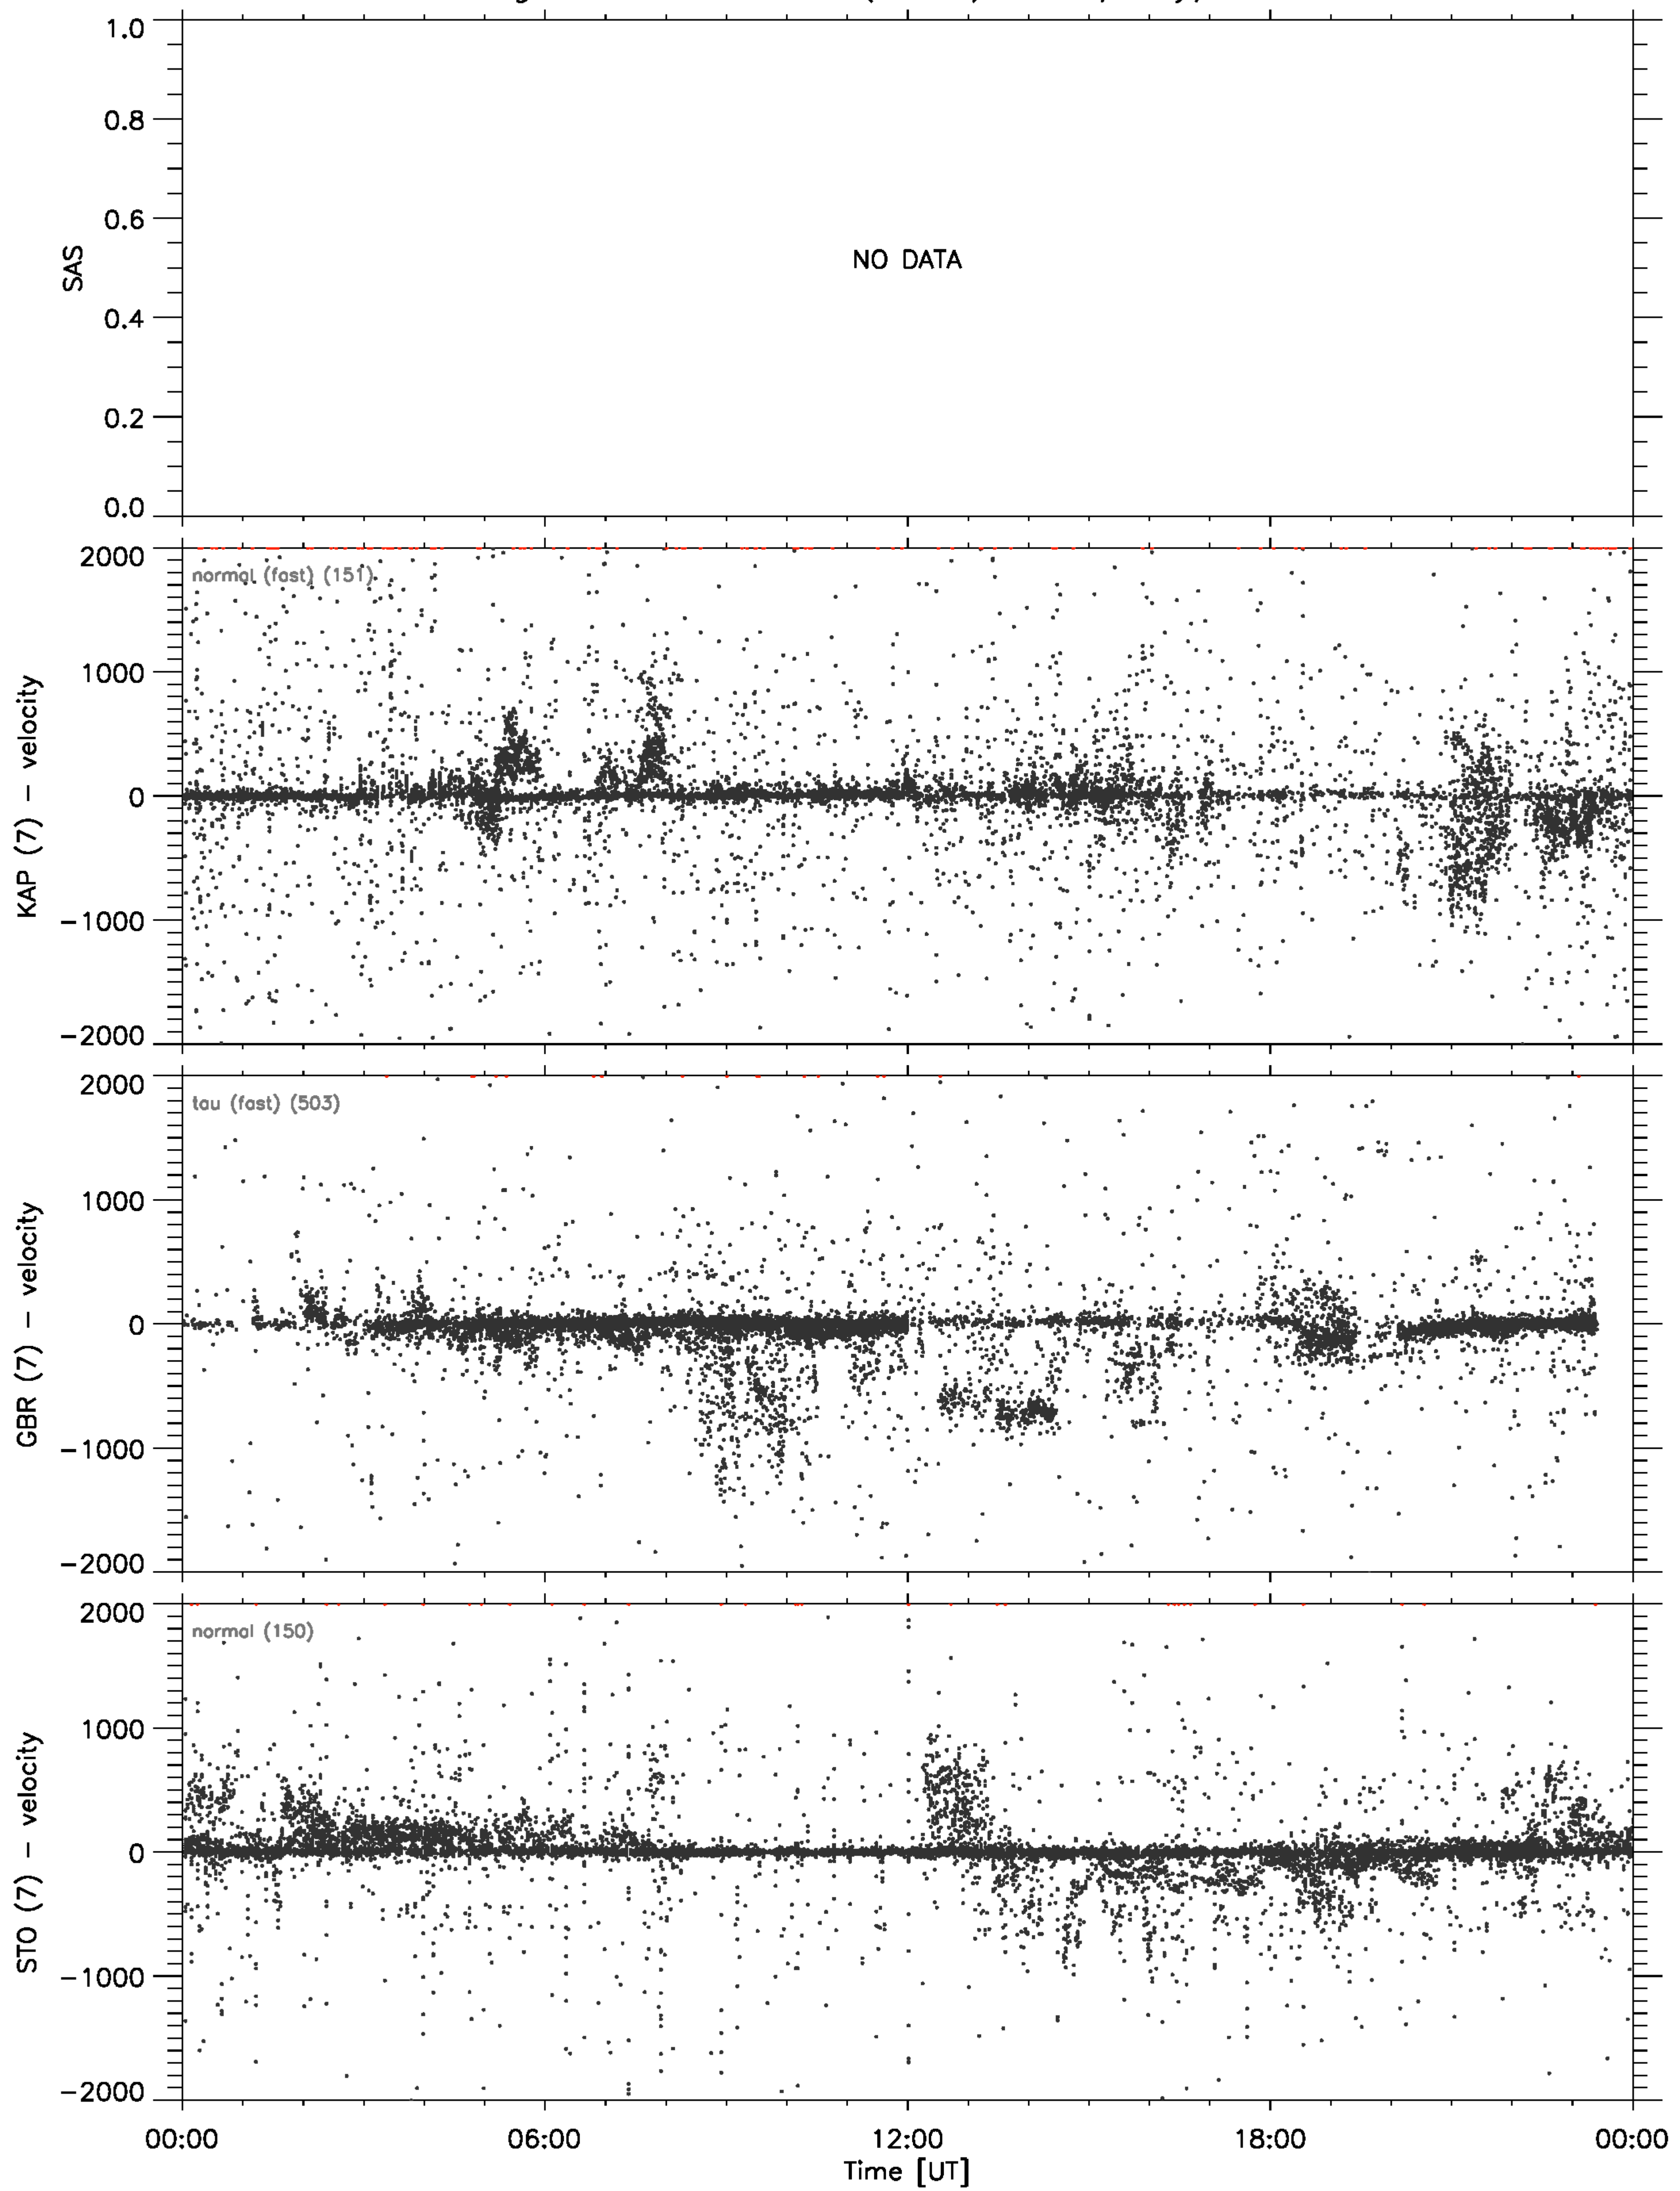 1.0
0.8
0.6
0.4
0.2
0.0
SAS
NO DATA
2000
1000
0
−1000
−2000
KAP (7) − velocity
normal (fast) (151)
2000
1000
0
−1000
−2000
GBR (7) − velocity
tau (fast) (503)
2000
1000
0
−1000
−2000
STO (7) − velocity
normal (150)
00:00 06:00 12:00 18:00 00:00
Time [UT]